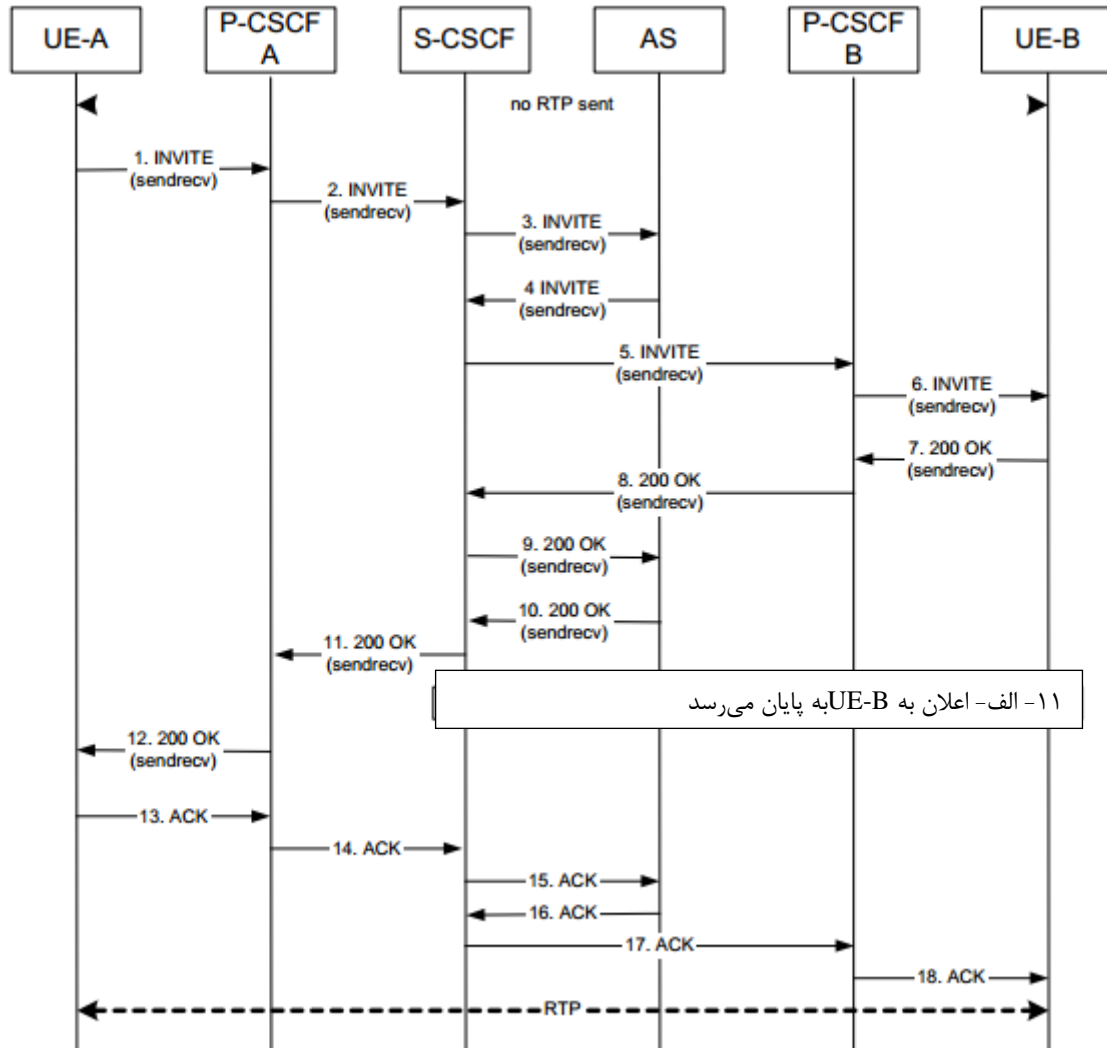 UE-A
P-CSCF
A
S-CSCF
AS
P-CSCF
B
UE-B
no RTP sent
1. INVITE
(sendrecv)
2. INVITE
(sendrecv)
3. INVITE
(sendrecv)
4 INVITE
(sendrecv)
5. INVITE
(sendrecv)
6. INVITE
(sendrecv)
7. 200 OK
(sendrecv)
8. 200 OK
(sendrecv)
9. 200 OK
(sendrecv)
10. 200 OK
(sendrecv)
11. 200 OK
(sendrecv)
۱۱- الف- اعلان به UE-Bبه پایان می‌رسد
12. 200 OK
(sendrecv)
13. ACK
14. ACK
15. ACK
16. ACK
17. ACK
18. ACK
RTP